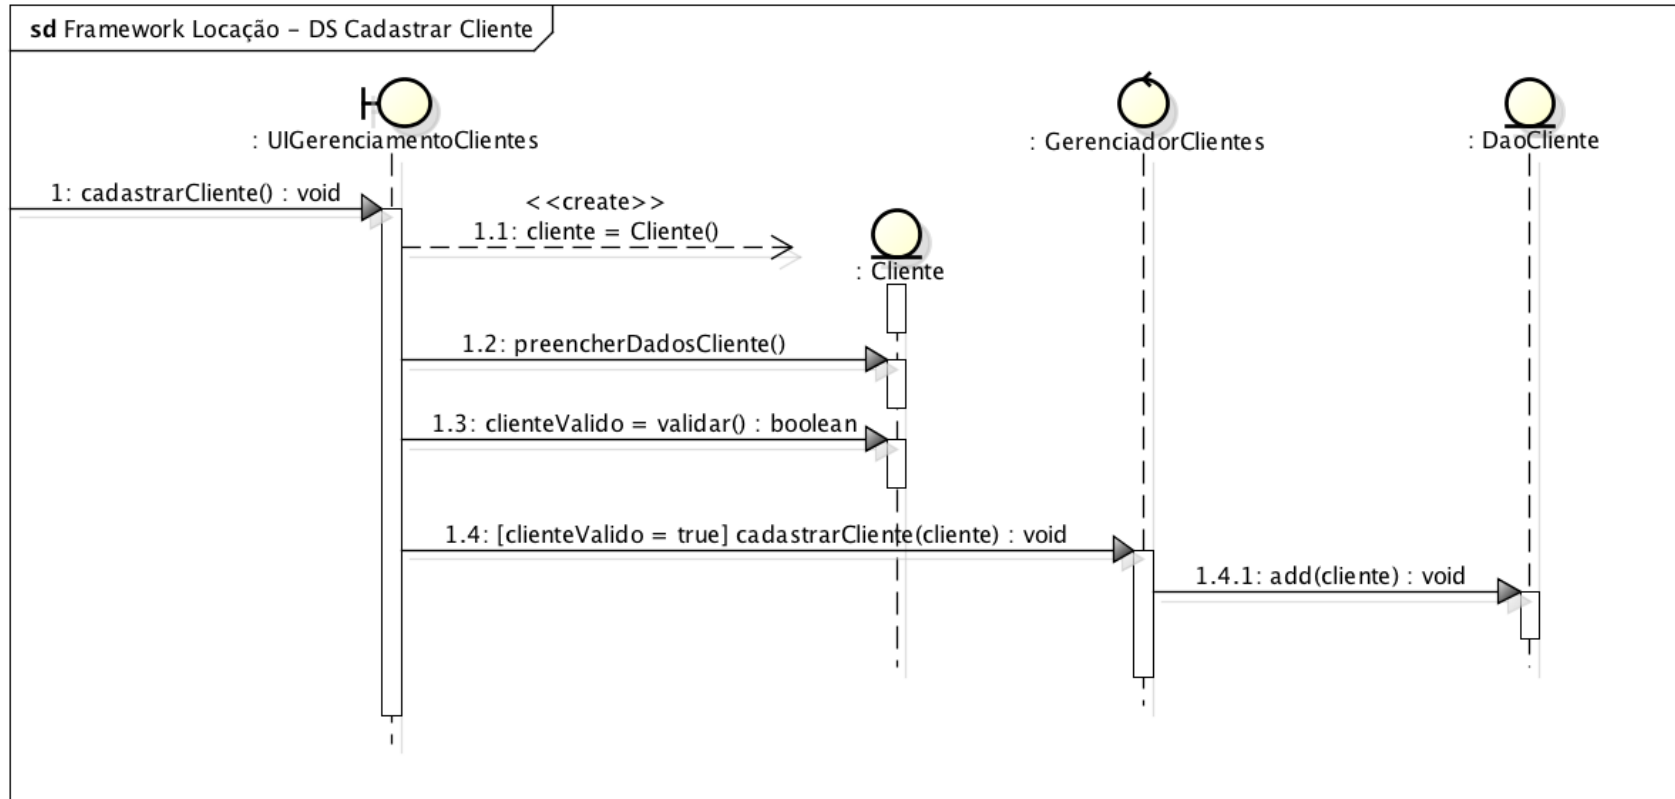 sd Framework Locação – DS Cadastrar Cliente
: UIGerenciamentoClientes
: GerenciadorClientes
: DaoCliente
1: cadastrarCliente() : void
<<create>>
1.1: cliente = Cliente()
: Cliente
1.2: preencherDadosCliente()
1.3: clienteValido = validar() : boolean
1.4: [clienteValido = true] cadastrarCliente(cliente) : void
1.4.1: add(cliente) : void